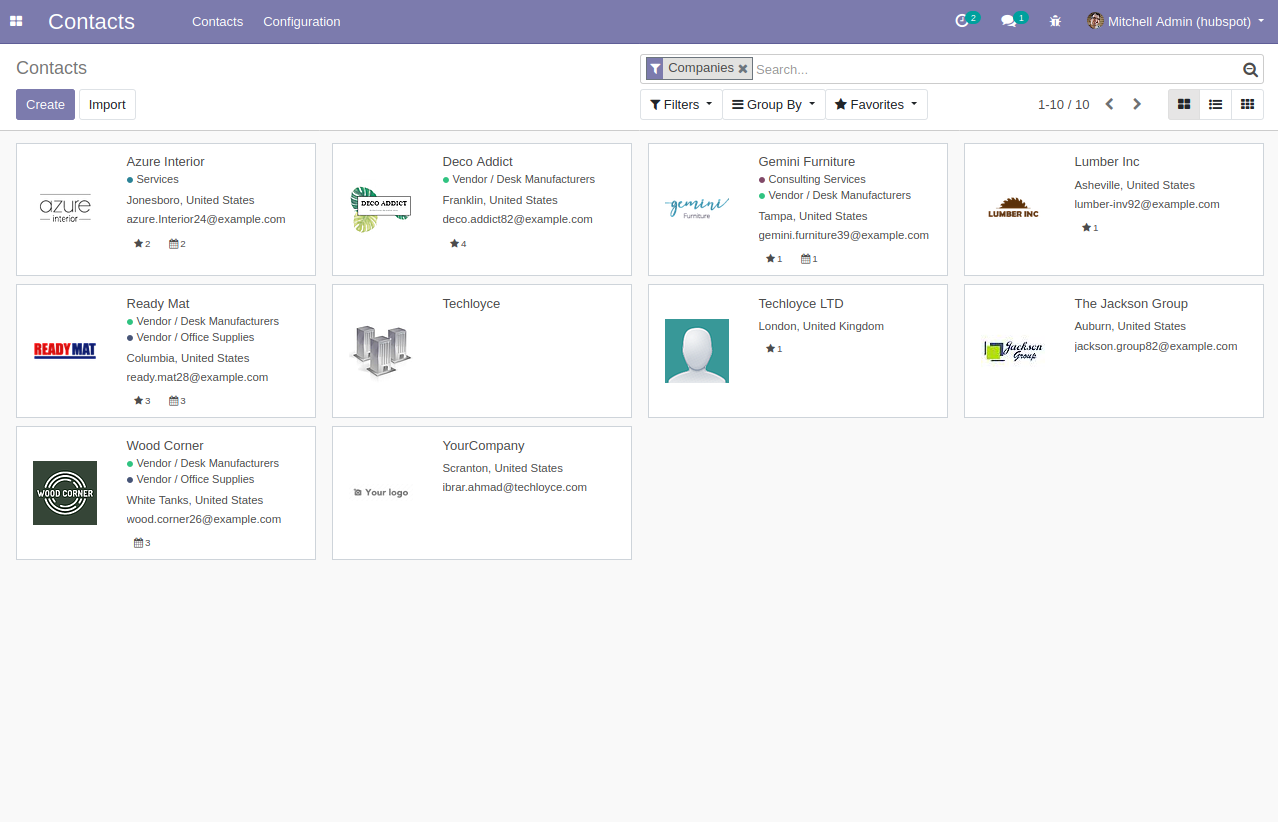 Contacts
Contacts
Configuration
2
1
Mitchell Admin (hubspot)
Contacts
Companies
Search...
Create
Import
Filters
Group By
Favorites
1-10 / 10
azure
interior
Azure Interior
Services
Jonesboro, United States
azure.Interior24@example.com
2
2
DECO ADDICT
Deco Addict
Vendor / Desk Manufacturers
Franklin, United States
deco.addict82@example.com
4
gemini
Furniture
Gemini Furniture
Consulting Services
Vendor / Desk Manufacturers
Tampa, United States
gemini.furniture39@example.com
1
1
LUMBER INC
Lumber Inc
Asheville, United States
lumber-inv92@example.com
1
READY MAT
Ready Mat
Vendor / Desk Manufacturers
Vendor / Office Supplies
Columbia, United States
ready.mat28@example.com
3
3
Techloyce
Techloyce LTD
London, United Kingdom
1
Jackson
Group
The Jackson Group
Auburn, United States
jackson.group82@example.com
WOOD CORNER
Wood Corner
Vendor / Desk Manufacturers
Vendor / Office Supplies
White Tanks, United States
wood.corner26@example.com
3
Your logo
YourCompany
Scranton, United States
ibrar.ahmad@techloyce.com